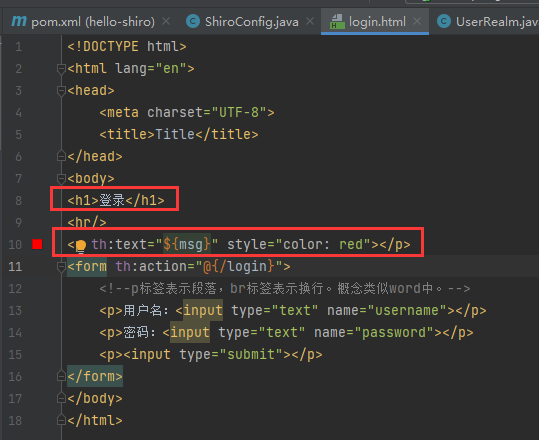 pom.xml (hello-shiro) ShiroConfig.java login.html UserRealm.jav
1 <!DOCTYPE html>
2 <html lang="en">
3 <head>
4 <meta charset="UTF-8">
5 <title>Title</title>
6 </head>
7 <body>
8 <h1>登录</h1>
9 <hr/>
10 < th:text="${msg}" style="color: red"></p>
11 <form th:action="@{/login}">
12 <!--p标签表示段落，br标签表示换行。概念类似word中。-->
13 <p>用户名：<input type="text" name="username"></p>
14 <p>密码：<input type="text" name="password"></p>
15 <p><input type="submit"></p>
16 </form>
17 </body>
18 </html>